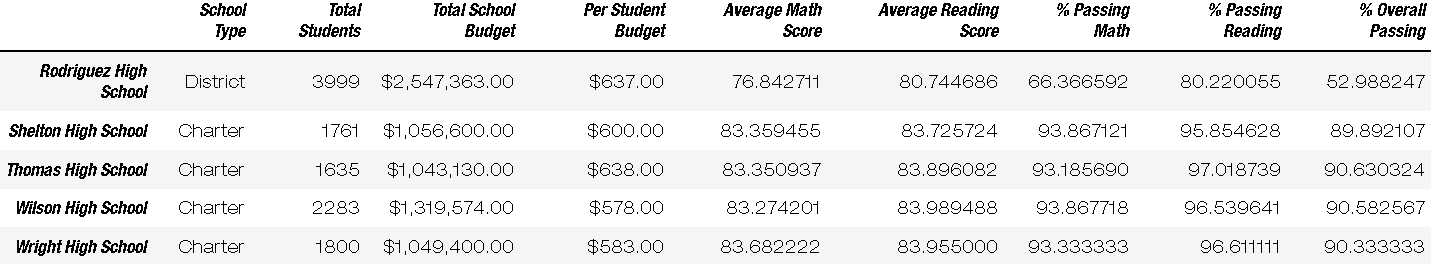 School Type Total Students Total School Budget Per Student Budget Average Math Score Average Reading Score % Passing Math % Passing Reading % Overall Passing
Rodriguez High School District 3999 $2,547,363.00 $637.00 76.842711 80.744686 66.366592 80.220055 52.988247
Shelton High School Charter 1761 $1,056,600.00 $600.00 83.359455 83.725724 93.867121 95.854628 89.892107
Thomas High School Charter 1635 $1,043,130.00 $638.00 83.350937 83.896082 93.185690 97.018739 90.630324
Wilson High School Charter 2283 $1,319,574.00 $578.00 83.274201 83.989488 93.867718 96.539641 90.582567
Wright High School Charter 1800 $1,049,400.00 $583.00 83.682222 83.955000 93.333333 96.611111 90.333333